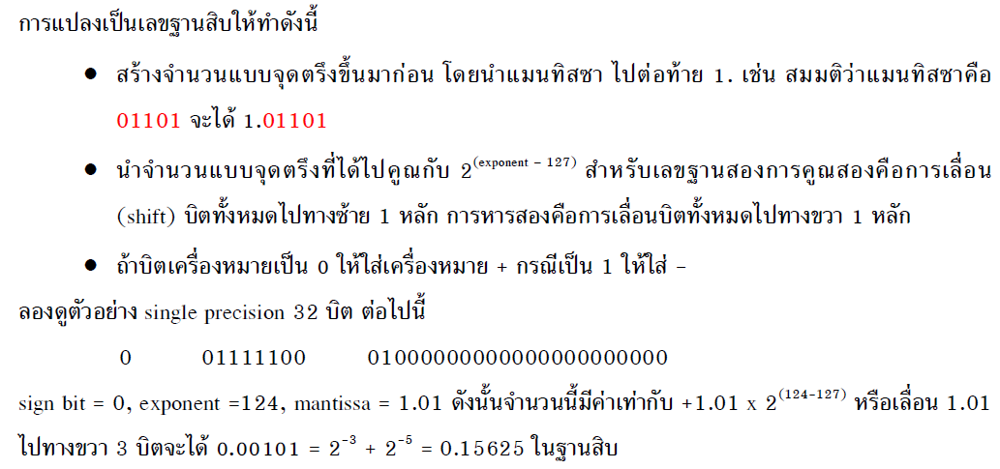 การแปลงเป็นเลขฐานสิบให้ทำดังนี้
● สร้างจำนวนแบบจุดตรึงขึ้นมาก่อน โดยนำแมนทิสซา ไปต่อท้าย 1. เช่น สมมติว่าแมนทิสซาคือ
01101 จะได้ 1.01101
● นำจำนวนแบบจุดตรึงที่ได้ไปคูณกับ 2^(exponent – 127) สำหรับเลขฐานสองการคูณสองคือการเลื่อน
(shift) บิตทั้งหมดไปทางซ้าย 1 หลัก การหารสองคือการเลื่อนบิตทั้งหมดไปทางขวา 1 หลัก
● ถ้าบิตเครื่องหมายเป็น 0 ให้ใส่เครื่องหมาย + กรณีเป็น 1 ให้ใส่ –
ลองดูตัวอย่าง single precision 32 บิต ต่อไปนี้
0 01111100 01000000000000000000000
sign bit = 0, exponent =124, mantissa = 1.01 ดังนั้นจำนวนนี้มีค่าเท่ากับ +1.01 x 2^(124-127) หรือเลื่อน 1.01
ไปทางขวา 3 บิตจะได้ 0.00101 = 2^-3 + 2^-5 = 0.15625 ในฐานสิบ